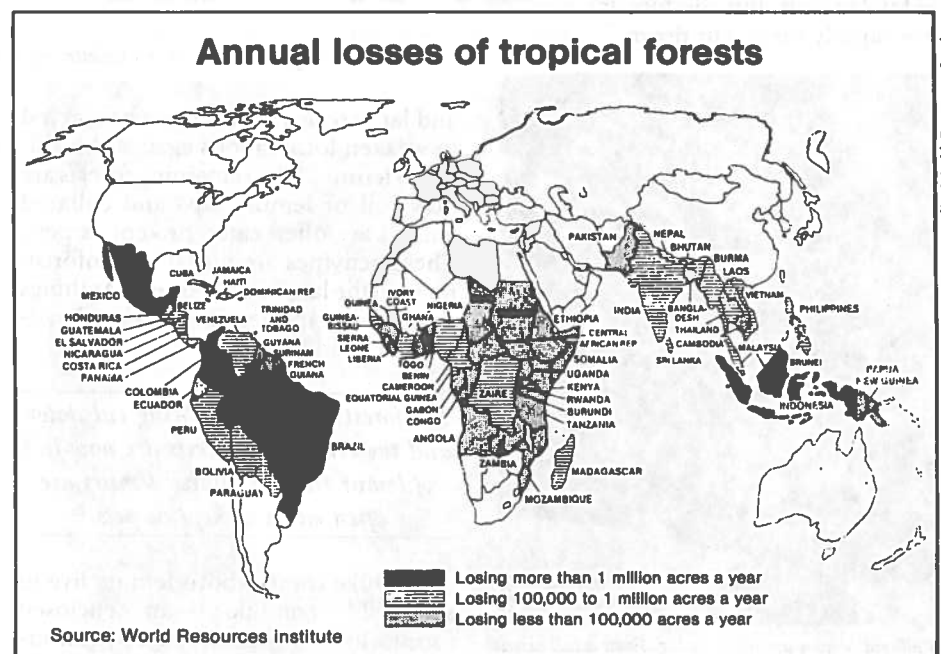 Annual losses of tropical forests
CUBA
JAMAICA
HAITI
DOMINICAN REP.
MEXICO
BELIZE
HONDURAS
GUATEMALA
EL SALVADOR
NICARAGUA
COSTA RICA
PANAMA
VENEZUELA
TRINIDAD
AND
TOBAGO
GUYANA
SURINAM
FRENCH
GUIANA
COLOMBIA
ECUADOR
PERU
BRAZIL
BOLIVIA
PARAGUAY
GUINEA
IVORY
COAST
GHANA
NIGERIA
GUINEA-
BISSAU
SIERRA
LEONE
LIBERIA
TOGO
BENIN
CAMEROON
EQUATORIAL GUINEA
GABON
CONGO
ZAIRE
ANGOLA
ZAMBIA
ETHIOPIA
CENTRAL
AFRICAN REP.
SOMALIA
UGANDA
KENYA
RWANDA
BURUNDI
TANZANIA
MADAGASCAR
MOZAMBIQUE
PAKISTAN
NEPAL
BHUTAN
BURMA
LAOS
VIETNAM
INDIA
BANGLA-
DESH
THAILAND
CAMBODIA
SRI LANKA
MALAYSIA
PHILIPPINES
BRUNEI
INDONESIA
PAPUA
NEW GUINEA
Losing more than 1 million acres a year
Losing 100,000 to 1 million acres a year
Losing less than 100,000 acres a year
Source: World Resources institute